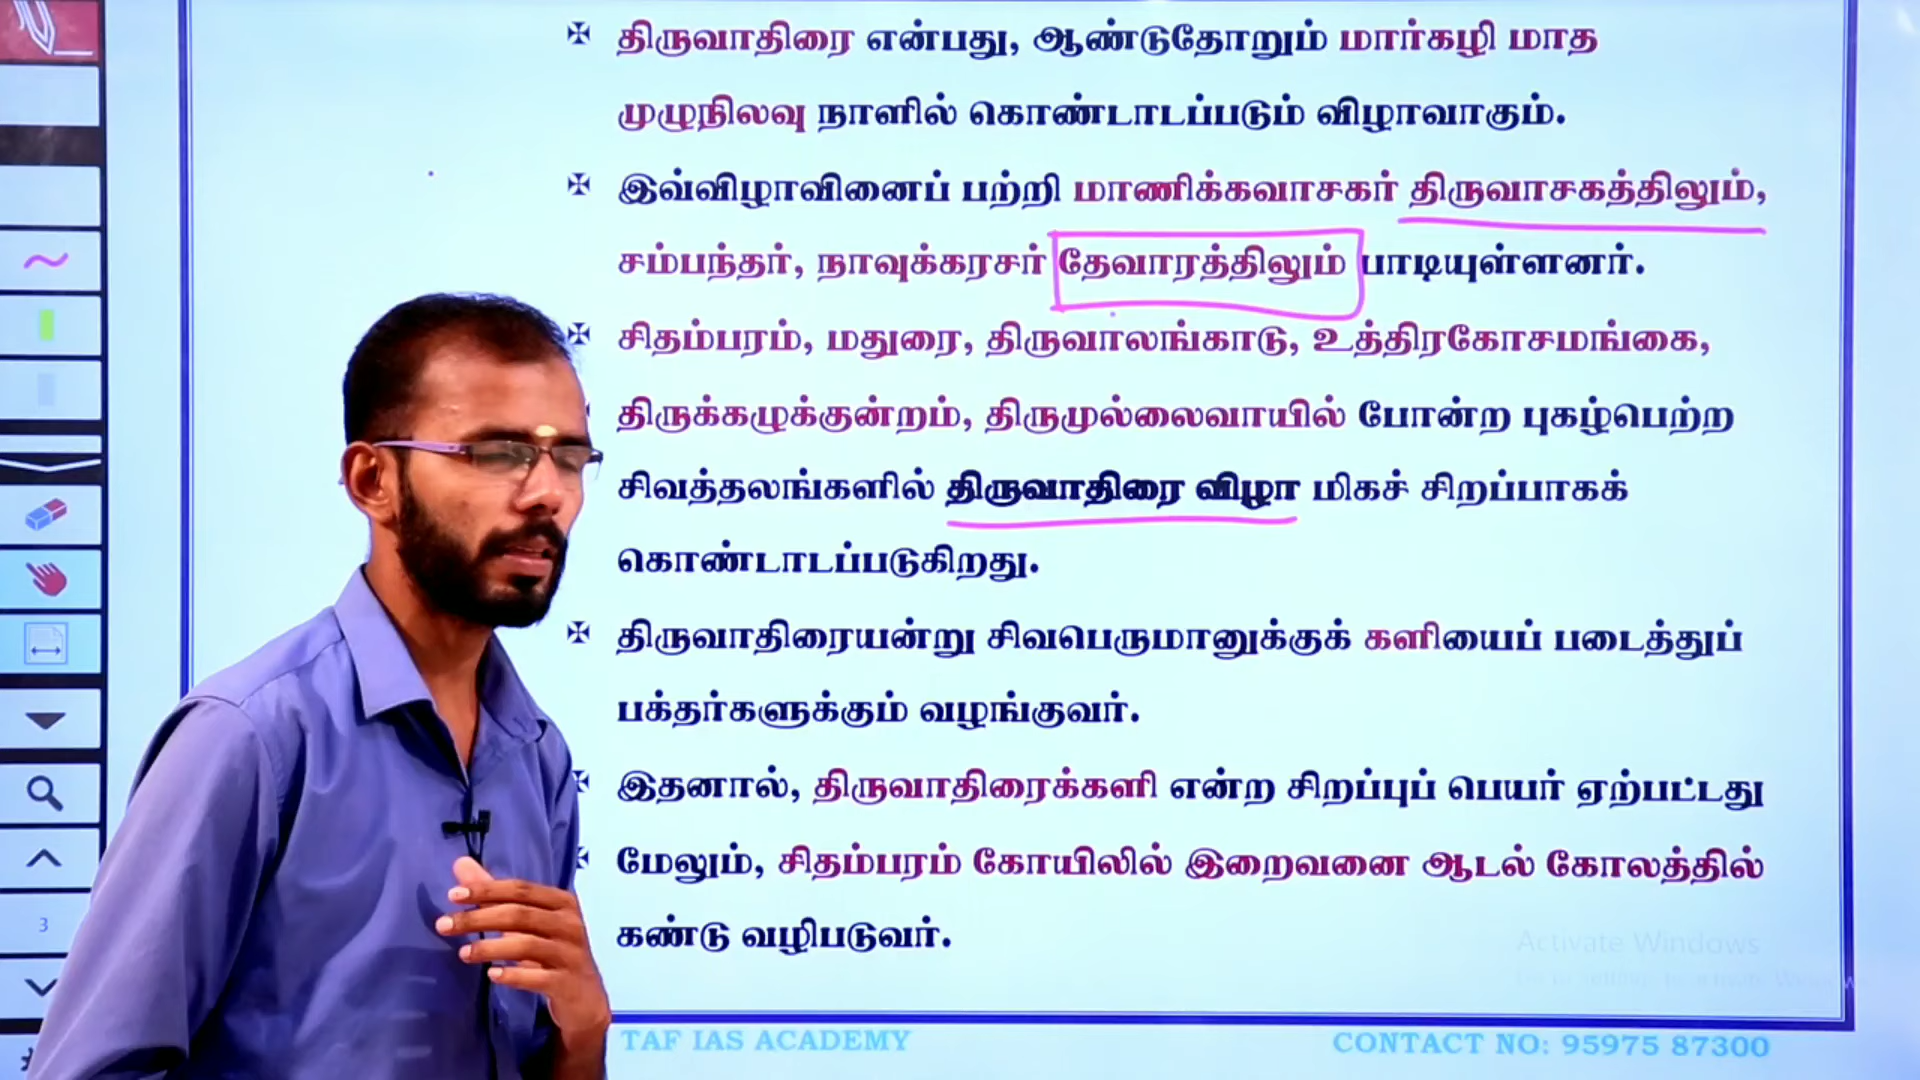 திருவாதிரை என்பது, ஆண்டுதோறும் மார்கழி மாத
முழுநிலவு நாளில் கொண்டாடப்படும் விழாவாகும்.
இவ்விழாவினைப் பற்றி மாணிக்கவாசகர் திருவாசகத்திலும்,
சம்பந்தர், நாவுக்கரசர் தேவாரத்திலும் பாடியுள்ளனர்.
சிதம்பரம், மதுரை, திருவாலங்காடு, உத்திரகோசமங்கை,
திருக்கழுக்குன்றம், திருமுல்லைவாயில் போன்ற புகழ்பெற்ற
சிவத்தலங்களில் திருவாதிரை விழா மிகச் சிறப்பாகக்
கொண்டாடப்படுகிறது.
திருவாதிரையன்று சிவபெருமானுக்குக் களியைப் படைத்துப்
பக்தர்களுக்கும் வழங்குவர்.
இதனால், திருவாதிரைக்களி என்ற சிறப்புப் பெயர் ஏற்பட்டது
மேலும், சிதம்பரம் கோயிலில் இறைவனை ஆடல் கோலத்தில்
கண்டு வழிபடுவர்.
3
Activate Windows
TAF IAS ACADEMY
CONTACT NO: 95975 87300